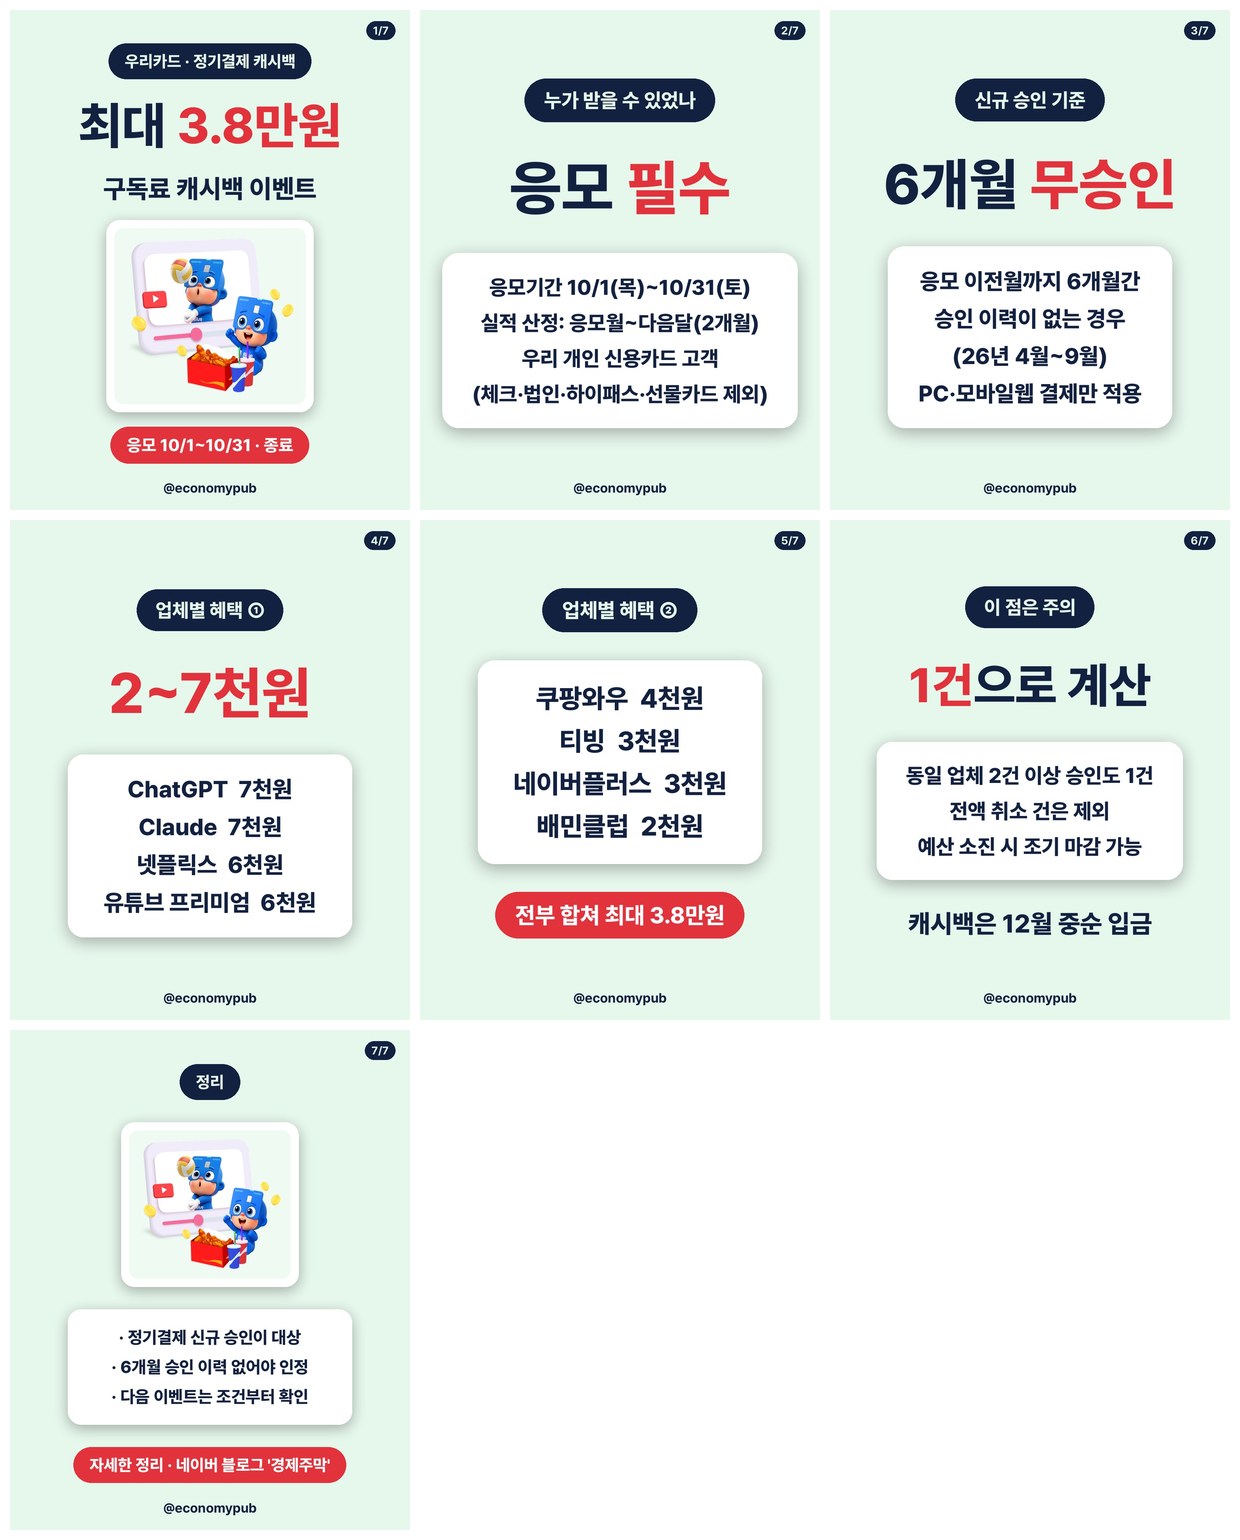 1/7
우리카드 · 정기결제 캐시백
최대 3.8만원
구독료 캐시백 이벤트
응모 10/1~10/31 · 종료
@economypub
2/7
누가 받을 수 있었나
응모 필수
응모기간 10/1(목)~10/31(토)
실적 산정: 응모월~다음달(2개월)
우리 개인 신용카드 고객
(체크·법인·하이패스·선물카드 제외)
@economypub
3/7
신규 승인 기준
6개월 무승인
응모 이전월까지 6개월간
승인 이력이 없는 경우
(26년 4월~9월)
PC·모바일웹 결제만 적용
@economypub
4/7
업체별 혜택 ①
2~7천원
ChatGPT 7천원
Claude 7천원
넷플릭스 6천원
유튜브 프리미엄 6천원
@economypub
5/7
업체별 혜택 ②
쿠팡와우 4천원
티빙 3천원
네이버플러스 3천원
배민클럽 2천원
전부 합쳐 최대 3.8만원
@economypub
6/7
이 점은 주의
1건으로 계산
동일 업체 2건 이상 승인도 1건
전액 취소 건은 제외
예산 소진 시 조기 마감 가능
캐시백은 12월 중순 입금
@economypub
7/7
정리
· 정기결제 신규 승인이 대상
· 6개월 승인 이력 없어야 인정
· 다음 이벤트는 조건부터 확인
자세한 정리 · 네이버 블로그 '경제주막'
@economypub